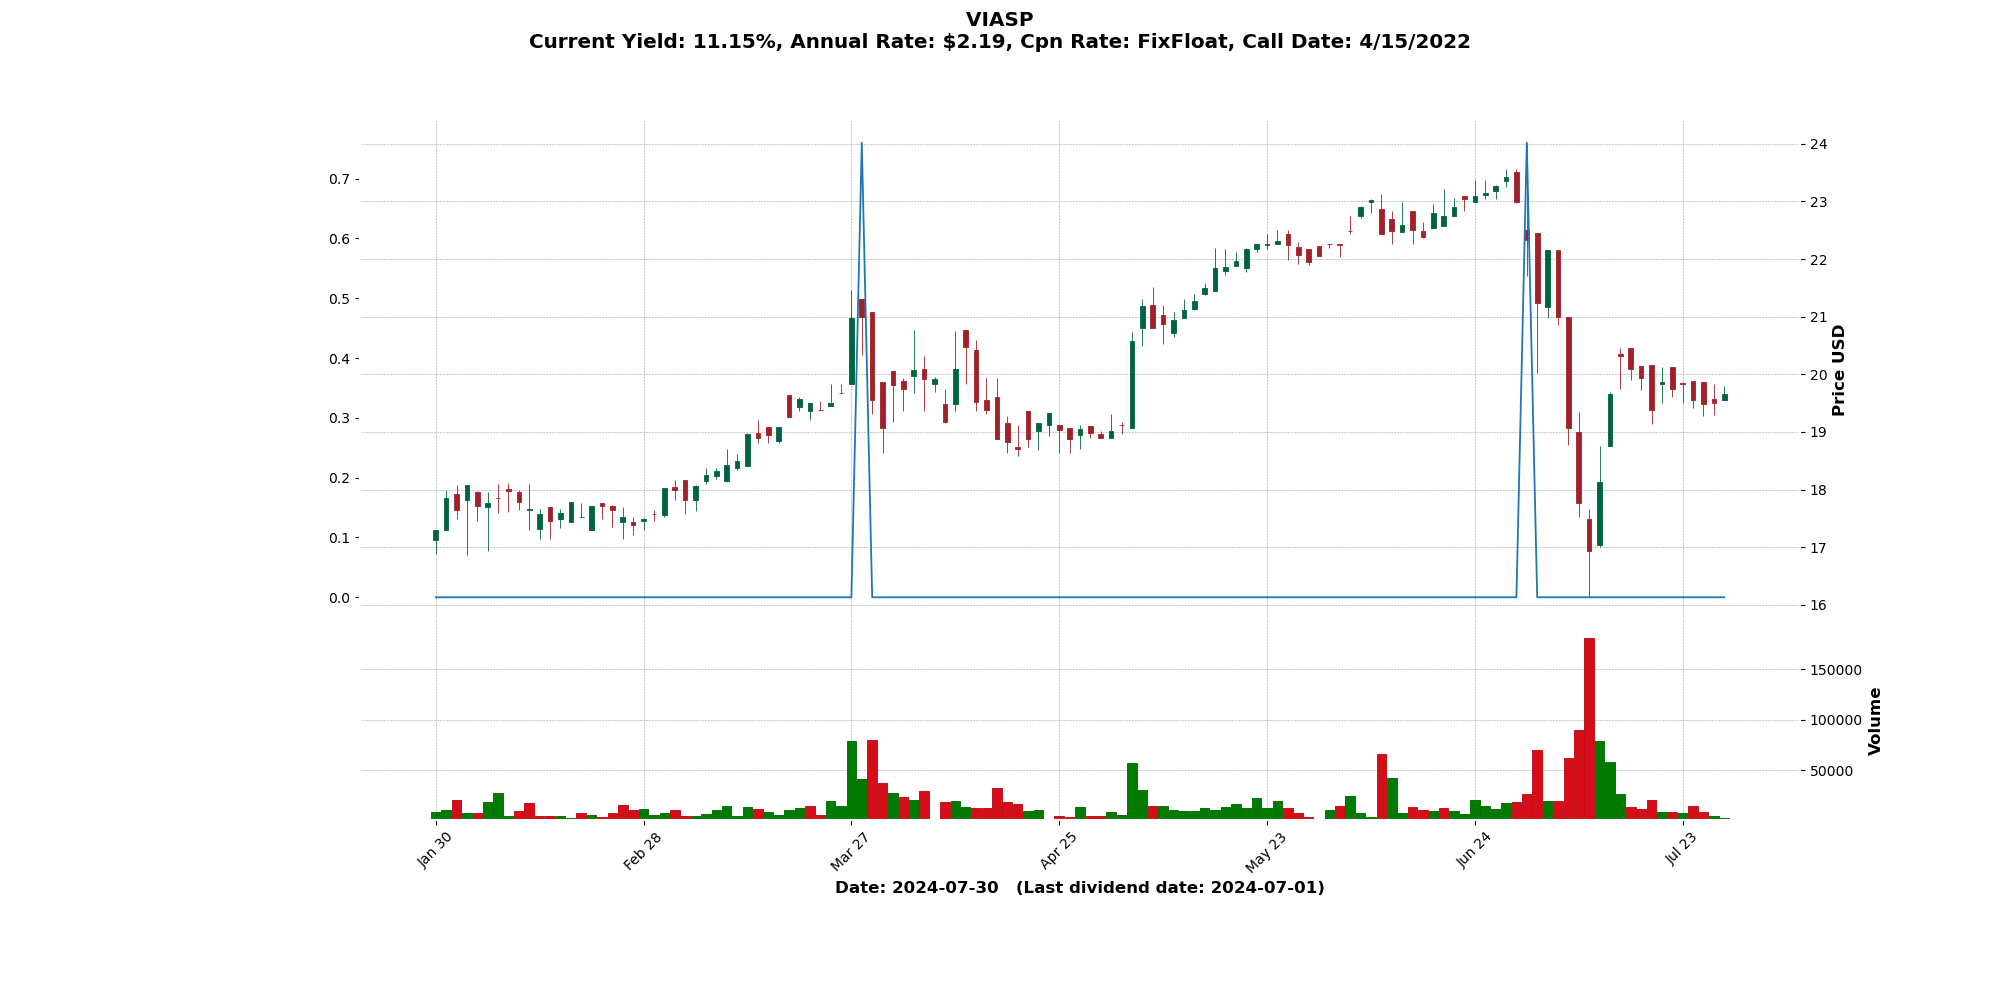 VIASP
Current Yield: 11.15%, Annual Rate: $2.19, Cpn Rate: FixFloat, Call Date: 4/15/2022
0.7
0.6
0.5
0.4
0.3
0.2
0.1
0.0
24
23
22
21
20
19
18
17
16
Price USD
150000
100000
50000
Volume
Jan 30
Feb 28
Mar 27
Apr 25
May 23
Jun 24
Jul 23
Date: 2024-07-30   (Last dividend date: 2024-07-01)